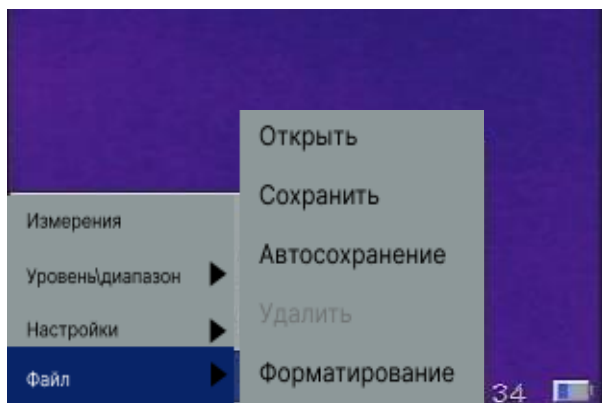 Открыть
Сохранить
Автосохранение
Удалить
Форматирование
Измерения
Уровень\диапазон
Настройки
Файл
34